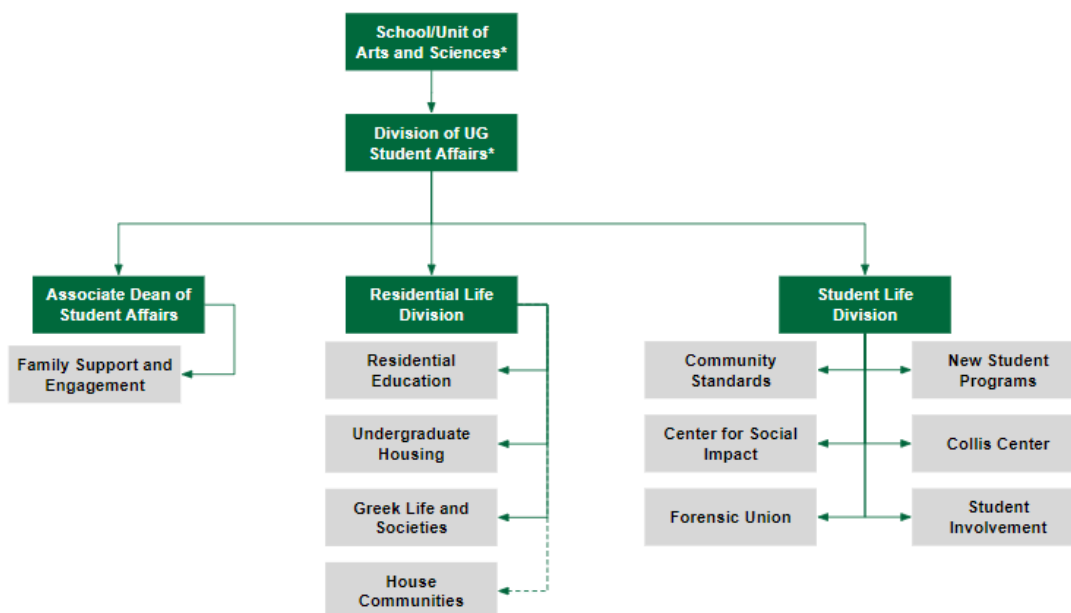 School/Unit of
Arts and Sciences*
Division of UG
Student Affairs*
Associate Dean of
Student Affairs
Family Support and
Engagement
Residential Life
Division
Residential
Education
Undergraduate
Housing
Greek Life and
Societies
House
Communities
Student Life
Division
Community
Standards
New Student
Programs
Center for Social
Impact
Collis Center
Forensic Union
Student
Involvement